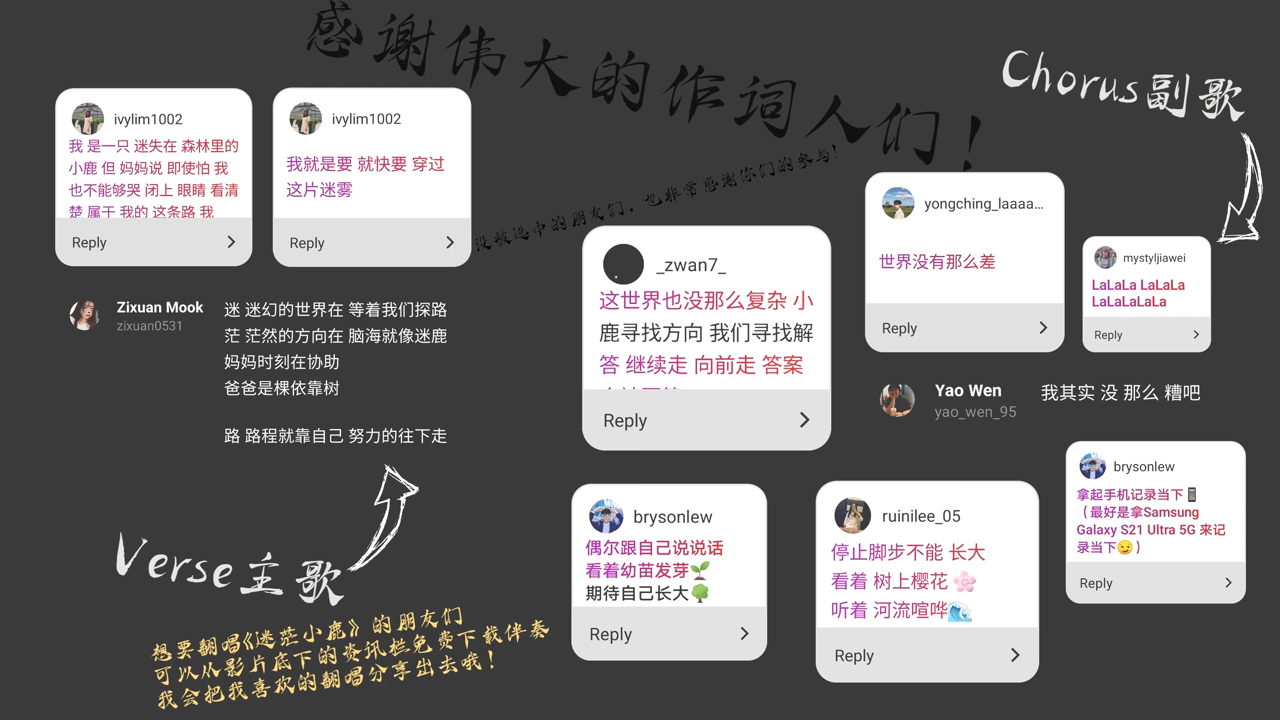 感谢伟大的作词人们！
没被选中的朋友们，也非常感谢你们的参与！
Chorus副歌
ivylim1002
我 是一只 迷失在 森林里的
小鹿 但 妈妈说 即使怕 我
也不能够哭 闭上 眼睛 看清
楚 属于 我的 这条路 我
Reply
ivylim1002
我就是要 就快要 穿过
这片迷雾
Reply
Zixuan Mook
zixuan0531
迷 迷幻的世界在 等着我们探路
茫 茫然的方向在 脑海就像迷鹿
妈妈时刻在协助
爸爸是棵依靠树
路 路程就靠自己 努力的往下走
Verse主歌
想要翻唱《迷茫小鹿》的朋友们
可以从影片底下的资讯栏免费下载伴奏
我会把我喜欢的翻唱分享出去哦！
_zwan7_
这世界也没那么复杂 小
鹿寻找方向 我们寻找解
答 继续走 向前走 答案
Reply
yongching_laaaa…
世界没有那么差
Reply
mystyljiawei
LaLaLa LaLaLa
LaLaLaLaLa
Reply
Yao Wen
yao_wen_95
我其实 没 那么 糟吧
brysonlew
偶尔跟自己说说话
看着幼苗发芽🌱
期待自己长大🌳
Reply
ruinilee_05
停止脚步不能 长大
看着 树上樱花 🌸
听着 河流喧哗🌊
Reply
brysonlew
拿起手机记录当下📱
（最好是拿Samsung
Galaxy S21 Ultra 5G 来记
录当下😏）
Reply